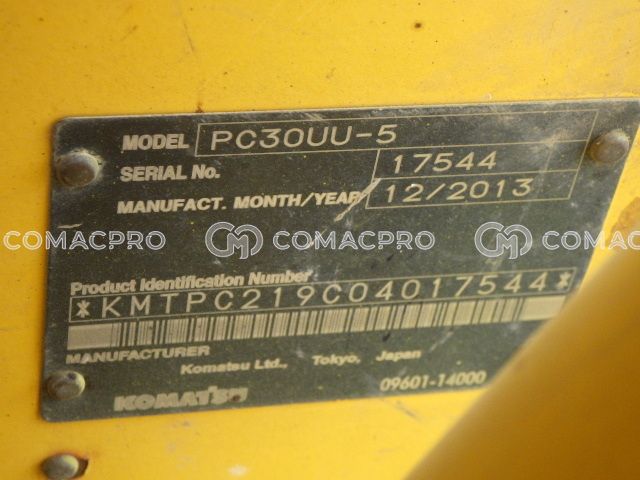 MODEL PC30UU-5
SERIAL No. 17544
MANUFACT. MONTH/YEAR 12/2013
COMACPRO COMACPRO COMACPRO
Product Identification Number
*KMTPC219C04017544*
MANUFACTURER
Komatsu Ltd., Tokyo, Japan
KOMATSU 09601-14000